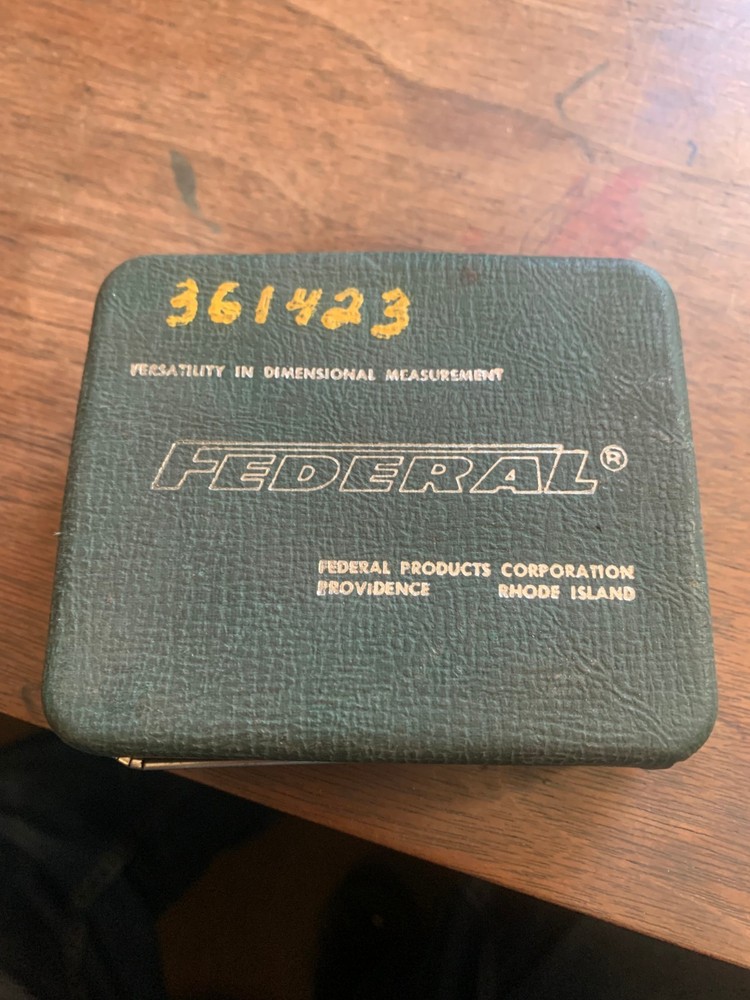 361423
VERSATILITY IN DIMENSIONAL MEASUREMENT
FEDERAL®
FEDERAL PRODUCTS CORPORATION
PROVIDENCE RHODE ISLAND